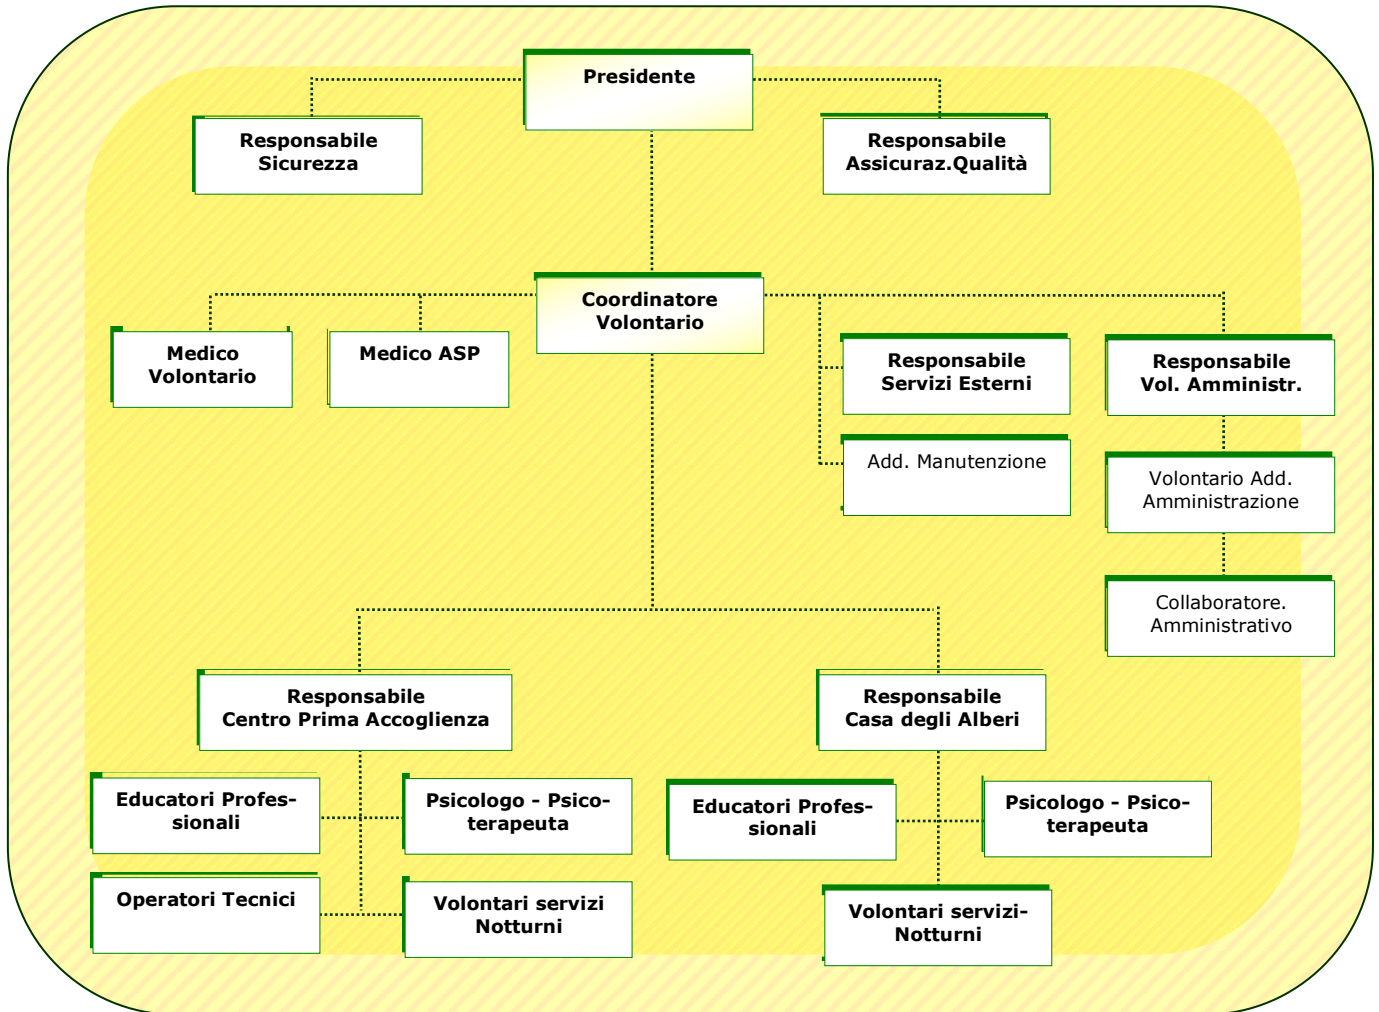 Presidente
Responsabile
Sicurezza
Responsabile
Assicuraz.Qualità
Coordinatore
Volontario
Medico
Volontario
Medico ASP
Responsabile
Servizi Esterni
Responsabile
Vol. Amministr.
Add. Manutenzione
Volontario Add.
Amministrazione
Collaboratore.
Amministrativo
Responsabile
Centro Prima Accoglienza
Responsabile
Casa degli Alberi
Educatori Profes-
sionali
Psicologo - Psico-
terapeuta
Educatori Profes-
sionali
Psicologo - Psico-
terapeuta
Operatori Tecnici
Volontari servizi
Notturni
Volontari servizi-
Notturni